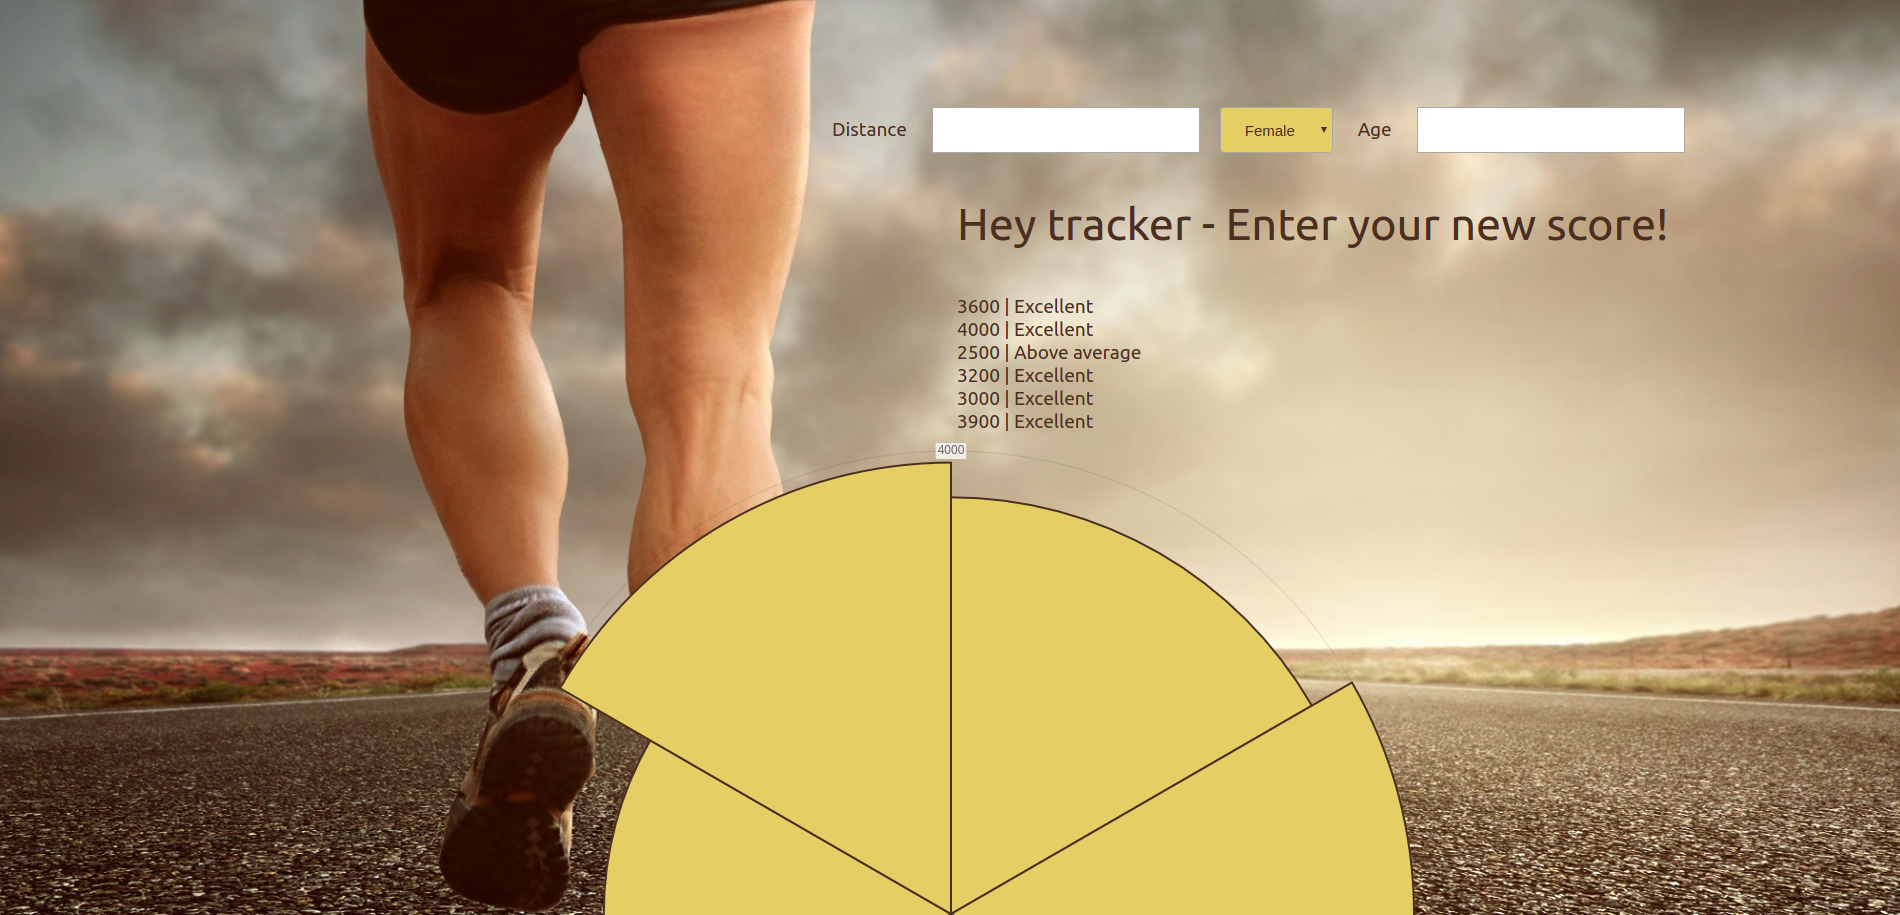 Distance Female Age
Hey tracker - Enter your new score!
3600 | Excellent
4000 | Excellent
2500 | Above average
3200 | Excellent
3000 | Excellent
3900 | Excellent
4000